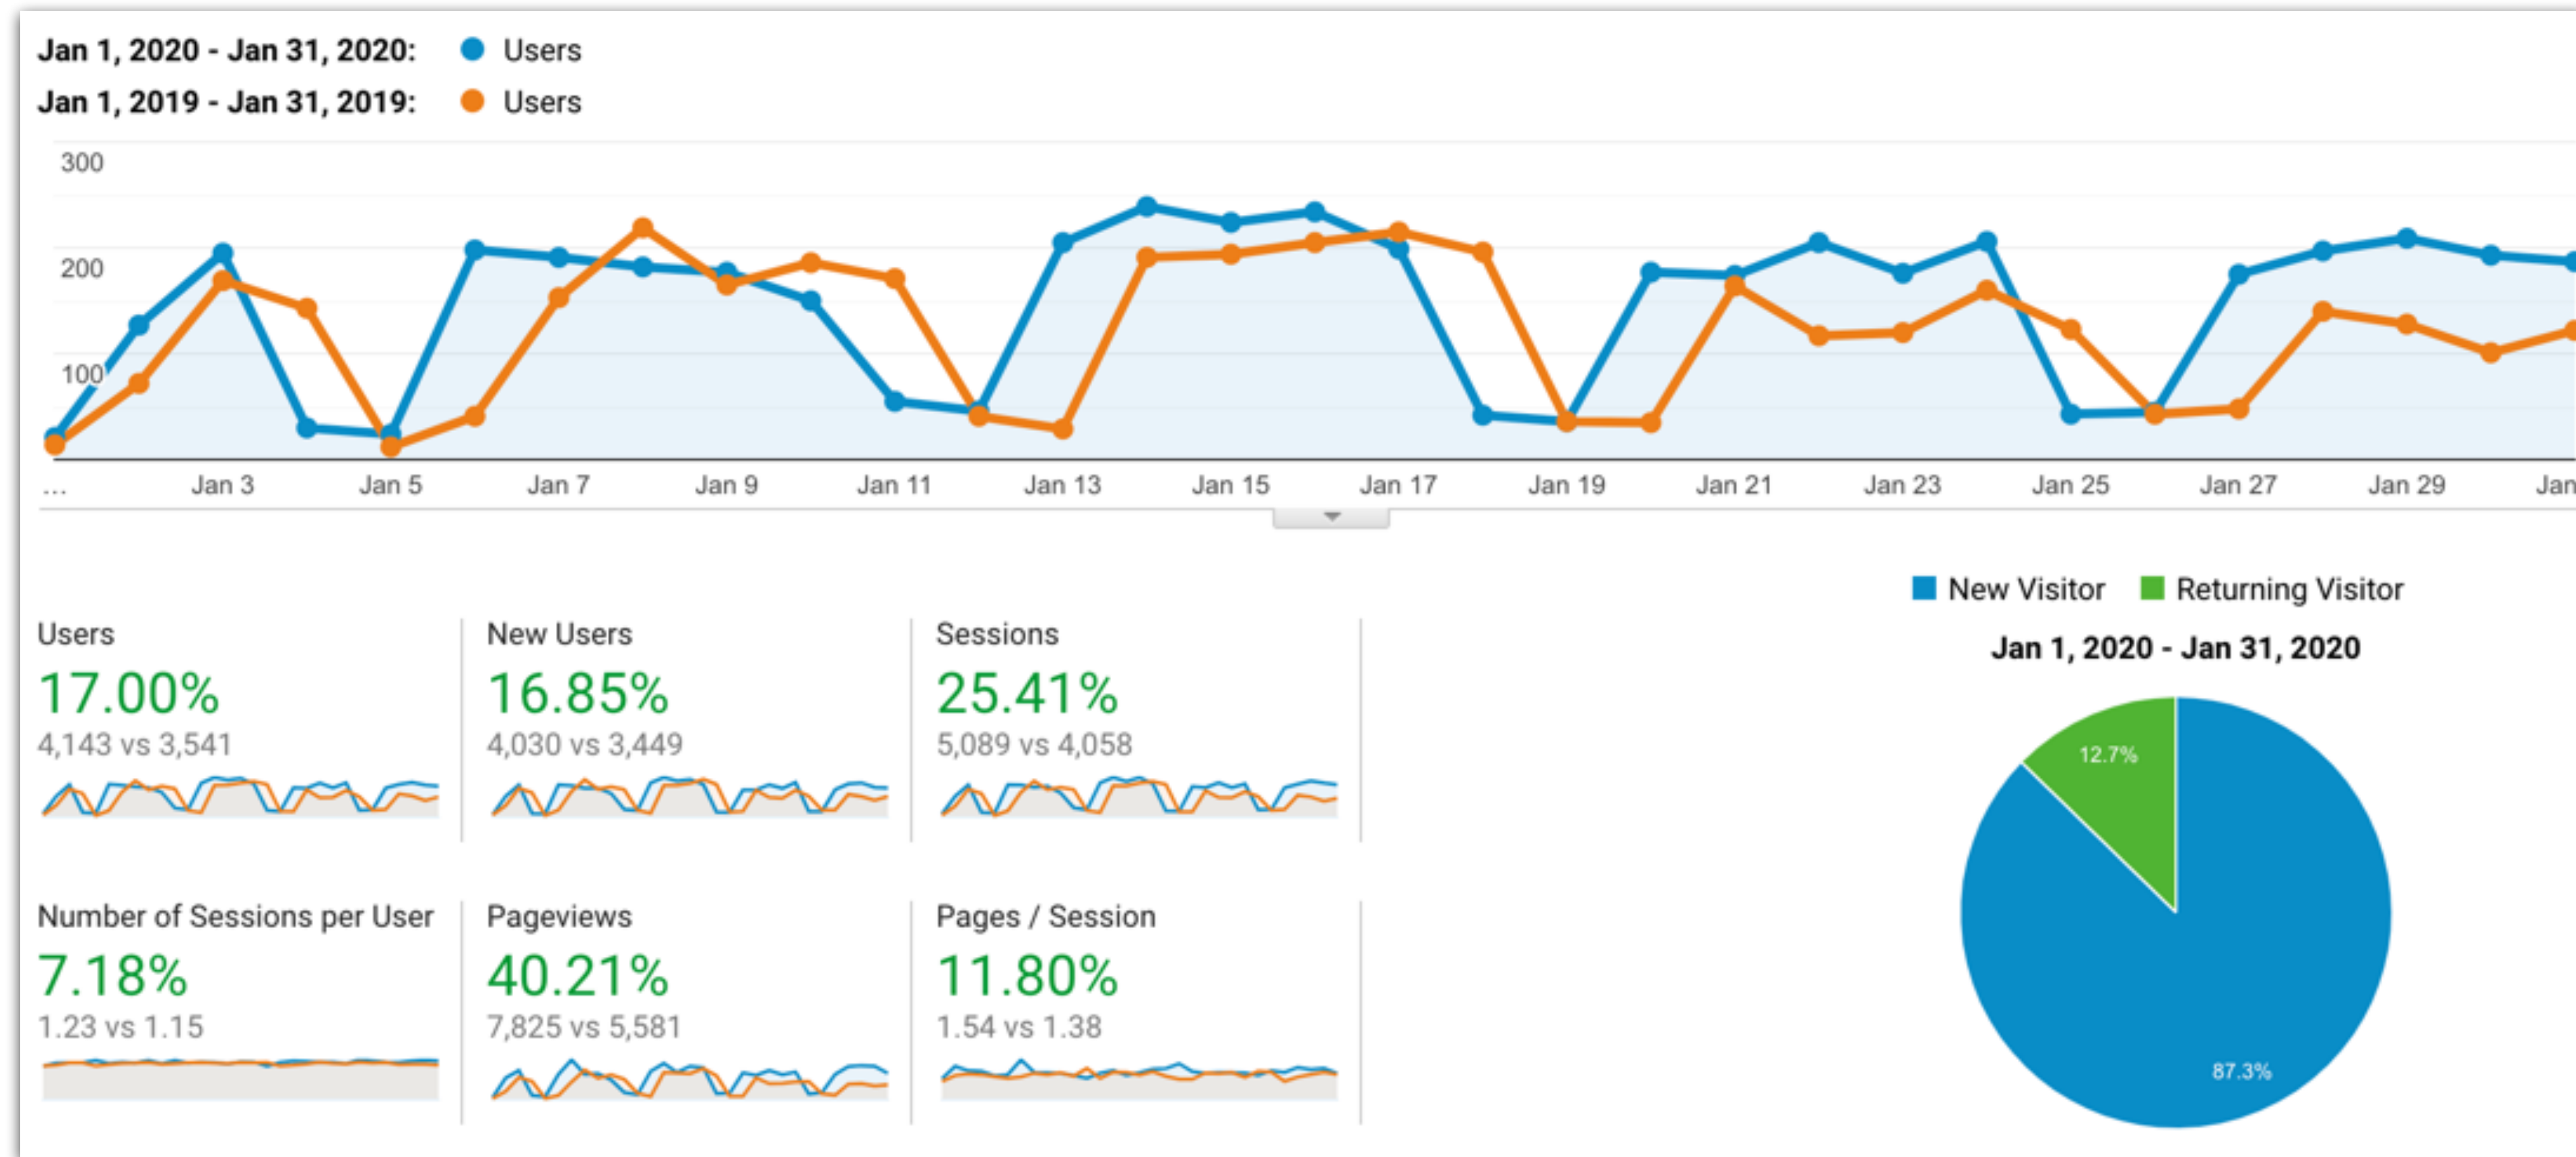 Jan 1, 2020 - Jan 31, 2020: Users
Jan 1, 2019 - Jan 31, 2019: Users
300
200
100
... Jan 3 Jan 5 Jan 7 Jan 9 Jan 11 Jan 13 Jan 15 Jan 17 Jan 19 Jan 21 Jan 23 Jan 25 Jan 27 Jan 29 Jan
New Visitor Returning Visitor
Jan 1, 2020 - Jan 31, 2020
12.7%
87.3%
Users
17.00%
4,143 vs 3,541
New Users
16.85%
4,030 vs 3,449
Sessions
25.41%
5,089 vs 4,058
Number of Sessions per User
7.18%
1.23 vs 1.15
Pageviews
40.21%
7,825 vs 5,581
Pages / Session
11.80%
1.54 vs 1.38